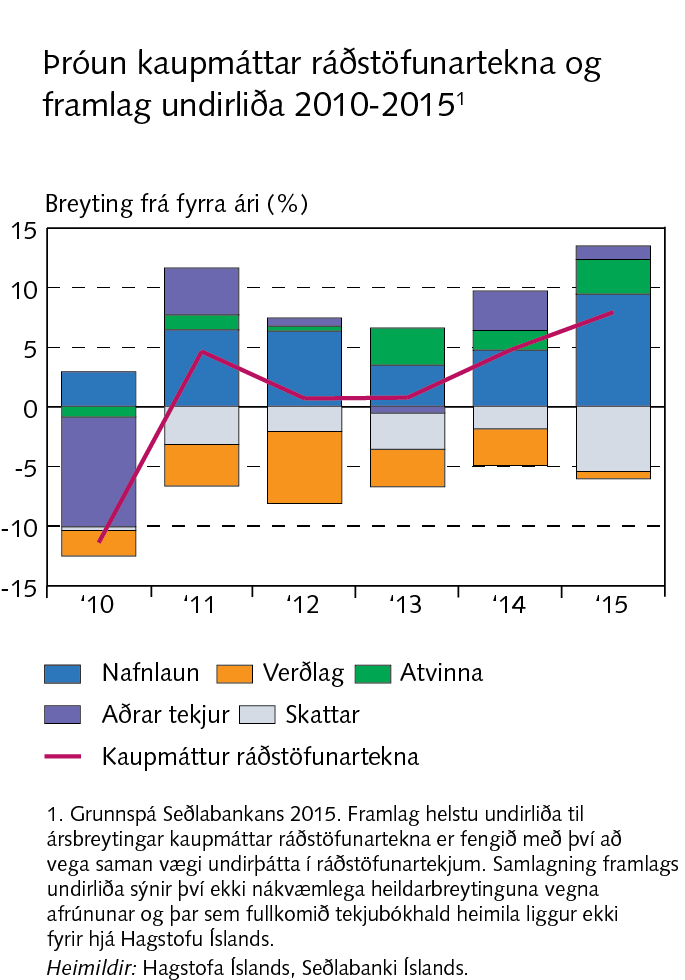 Þróun kaupmáttar ráðstöfunartekna og
framlag undirliða 2010-2015¹
Breyting frá fyrra ári (%)
15
10
5
0
-5
-10
-15
‘10 ‘11 ‘12 ‘13 ‘14 ‘15
Nafnlaun Verðlag Atvinna
Aðrar tekjur Skattar
Kaupmáttur ráðstöfunartekna
1. Grunnspá Seðlabankans 2015. Framlag helstu undirliða til
ársbreytingar kaupmáttar ráðstöfunartekna er fengið með því að
vega saman vægi undirþátta í ráðstöfunartekjum. Samlagning framlags
undirliða sýnir því ekki nákvæmlega heildarbreytinguna vegna
afrúnunar og þar sem fullkomið tekjubókhald heimila liggur ekki
fyrir hjá Hagstofu Íslands.
Heimildir: Hagstofa Íslands, Seðlabanki Íslands.